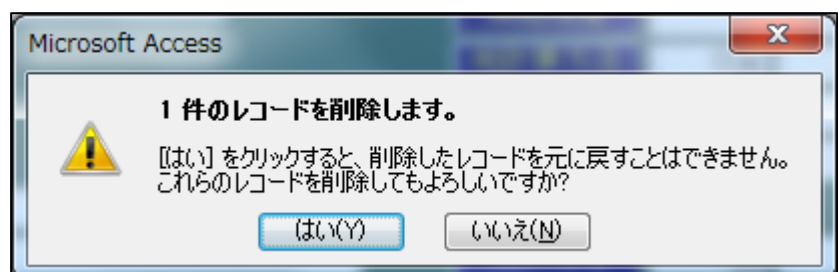 Microsoft Access
1 件のレコードを削除します。
[はい] をクリックすると、削除したレコードを元に戻すことはできません。
これらのレコードを削除してもよろしいですか?
はい(Y)
いいえ(N)